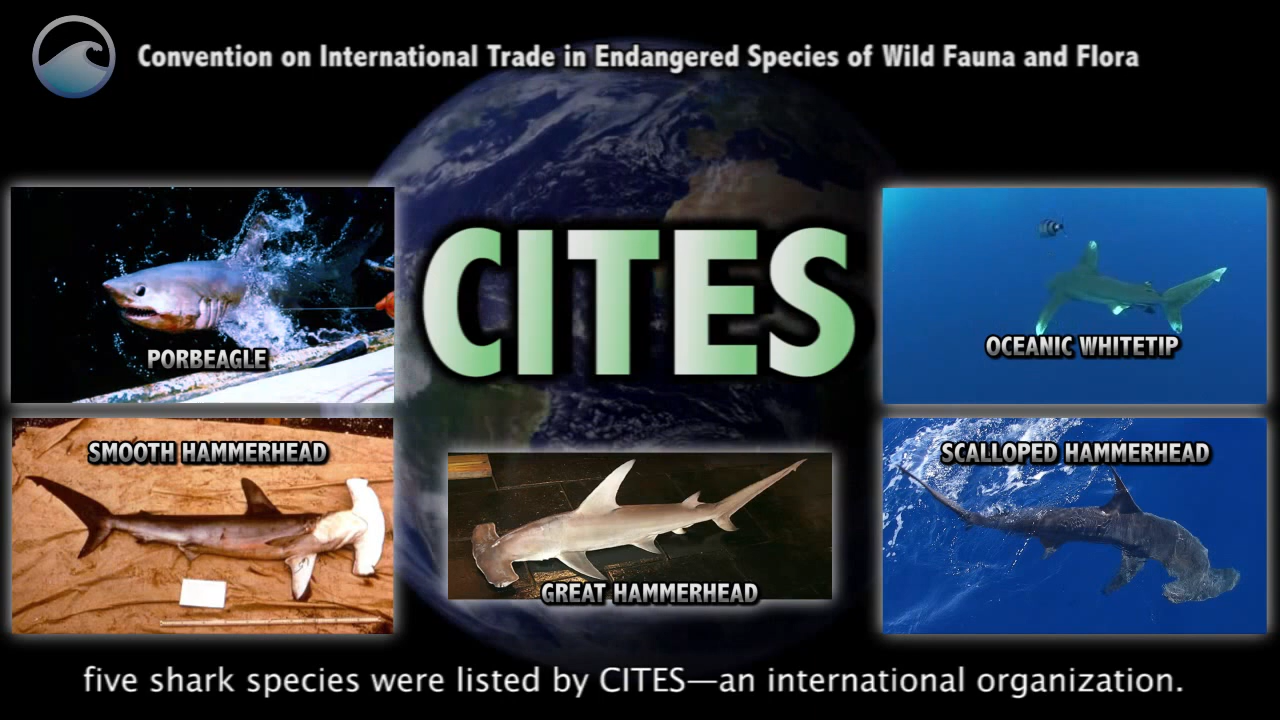 Convention on International Trade in Endangered Species of Wild Fauna and Flora
CITES
PORBEAGLE
OCEANIC WHITETIP
SMOOTH HAMMERHEAD
SCALLOPED HAMMERHEAD
GREAT HAMMERHEAD
five shark species were listed by CITES—an international organization.